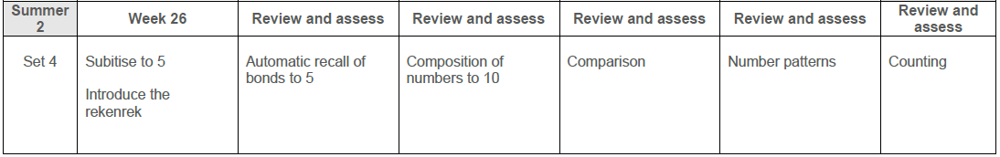 Summer
2
Week 26
Review and assess
Review and assess
Review and assess
Review and assess
Review and
assess
Set 4
Subitise to 5
Introduce the
rekenrek
Automatic recall of
bonds to 5
Composition of
numbers to 10
Comparison
Number patterns
Counting